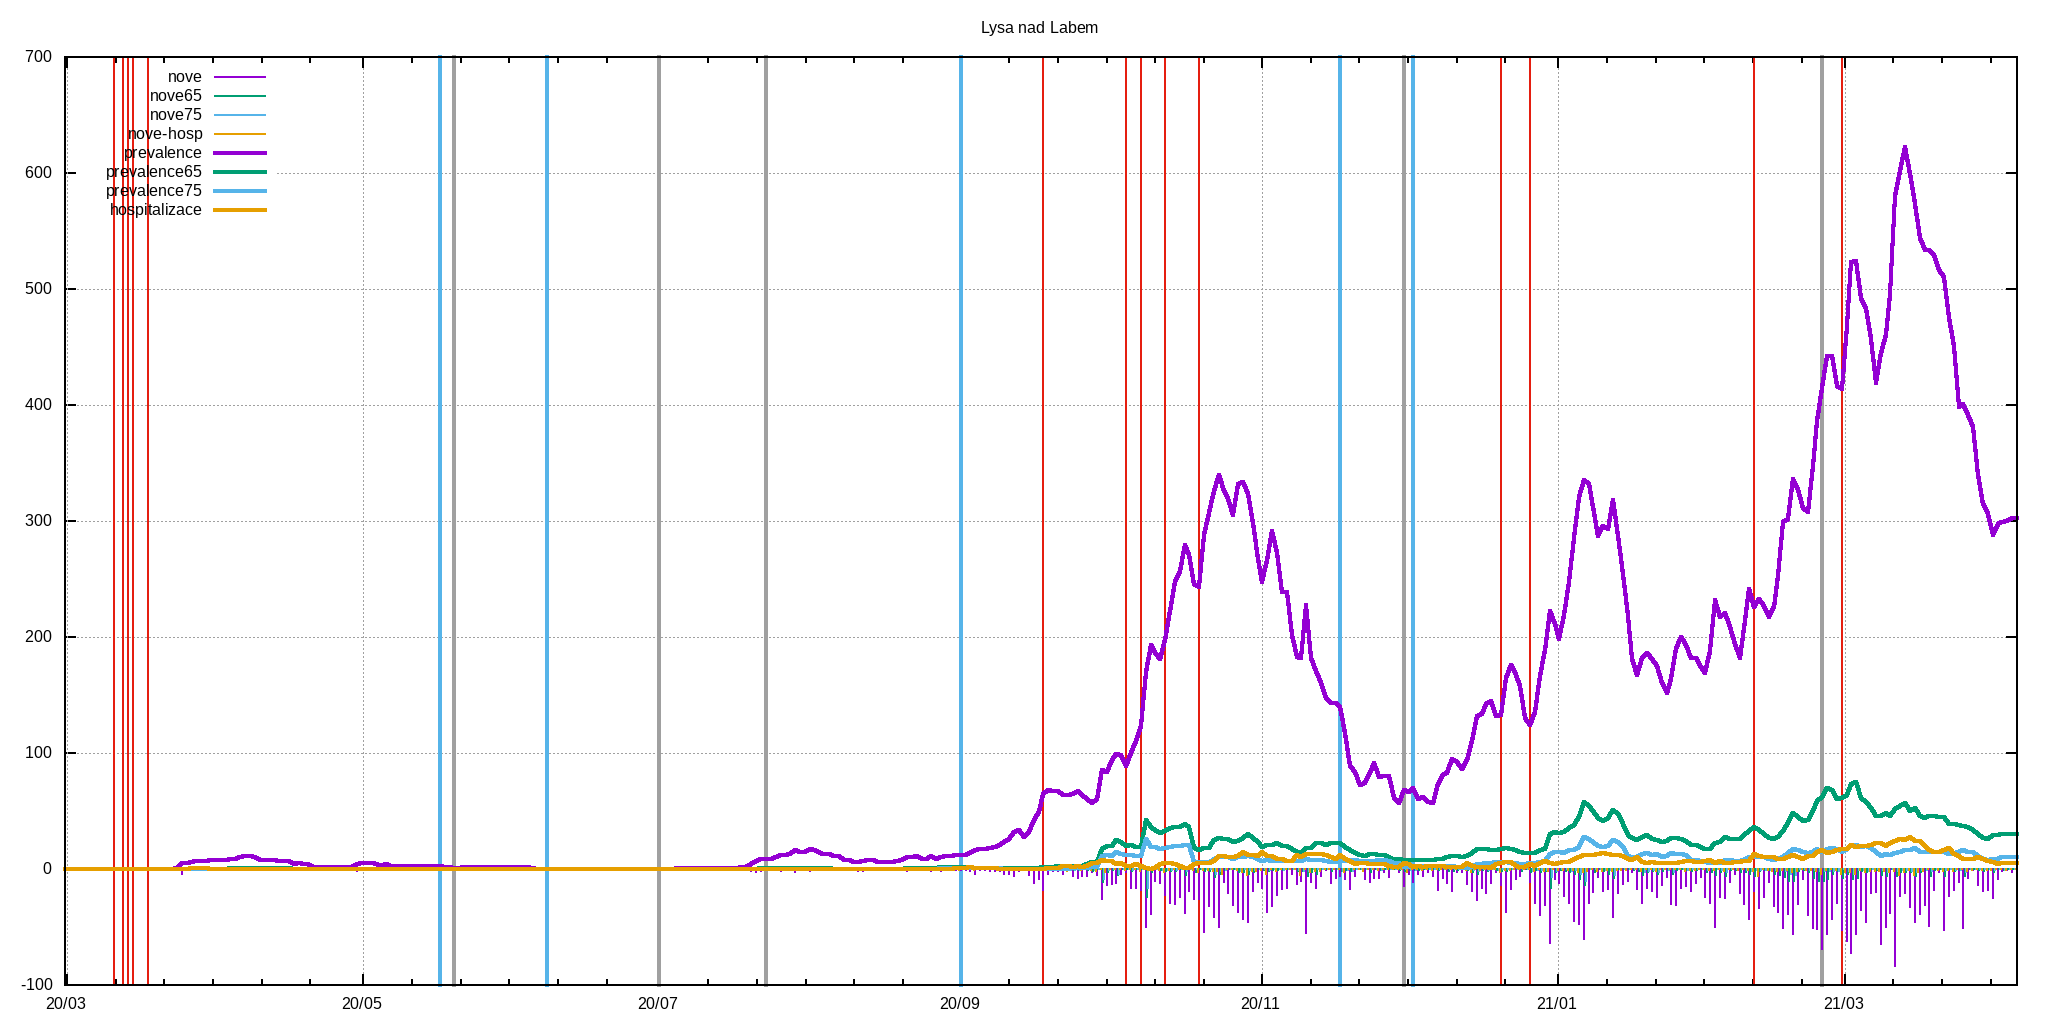 Lysa nad Labem
700
600
500
400
300
200
100
0
-100
nove
nove65
nove75
nove-hosp
prevalence
prevalence65
prevalence75
hospitalizace
20/03 20/05 20/07 20/09 20/11 21/01 21/03